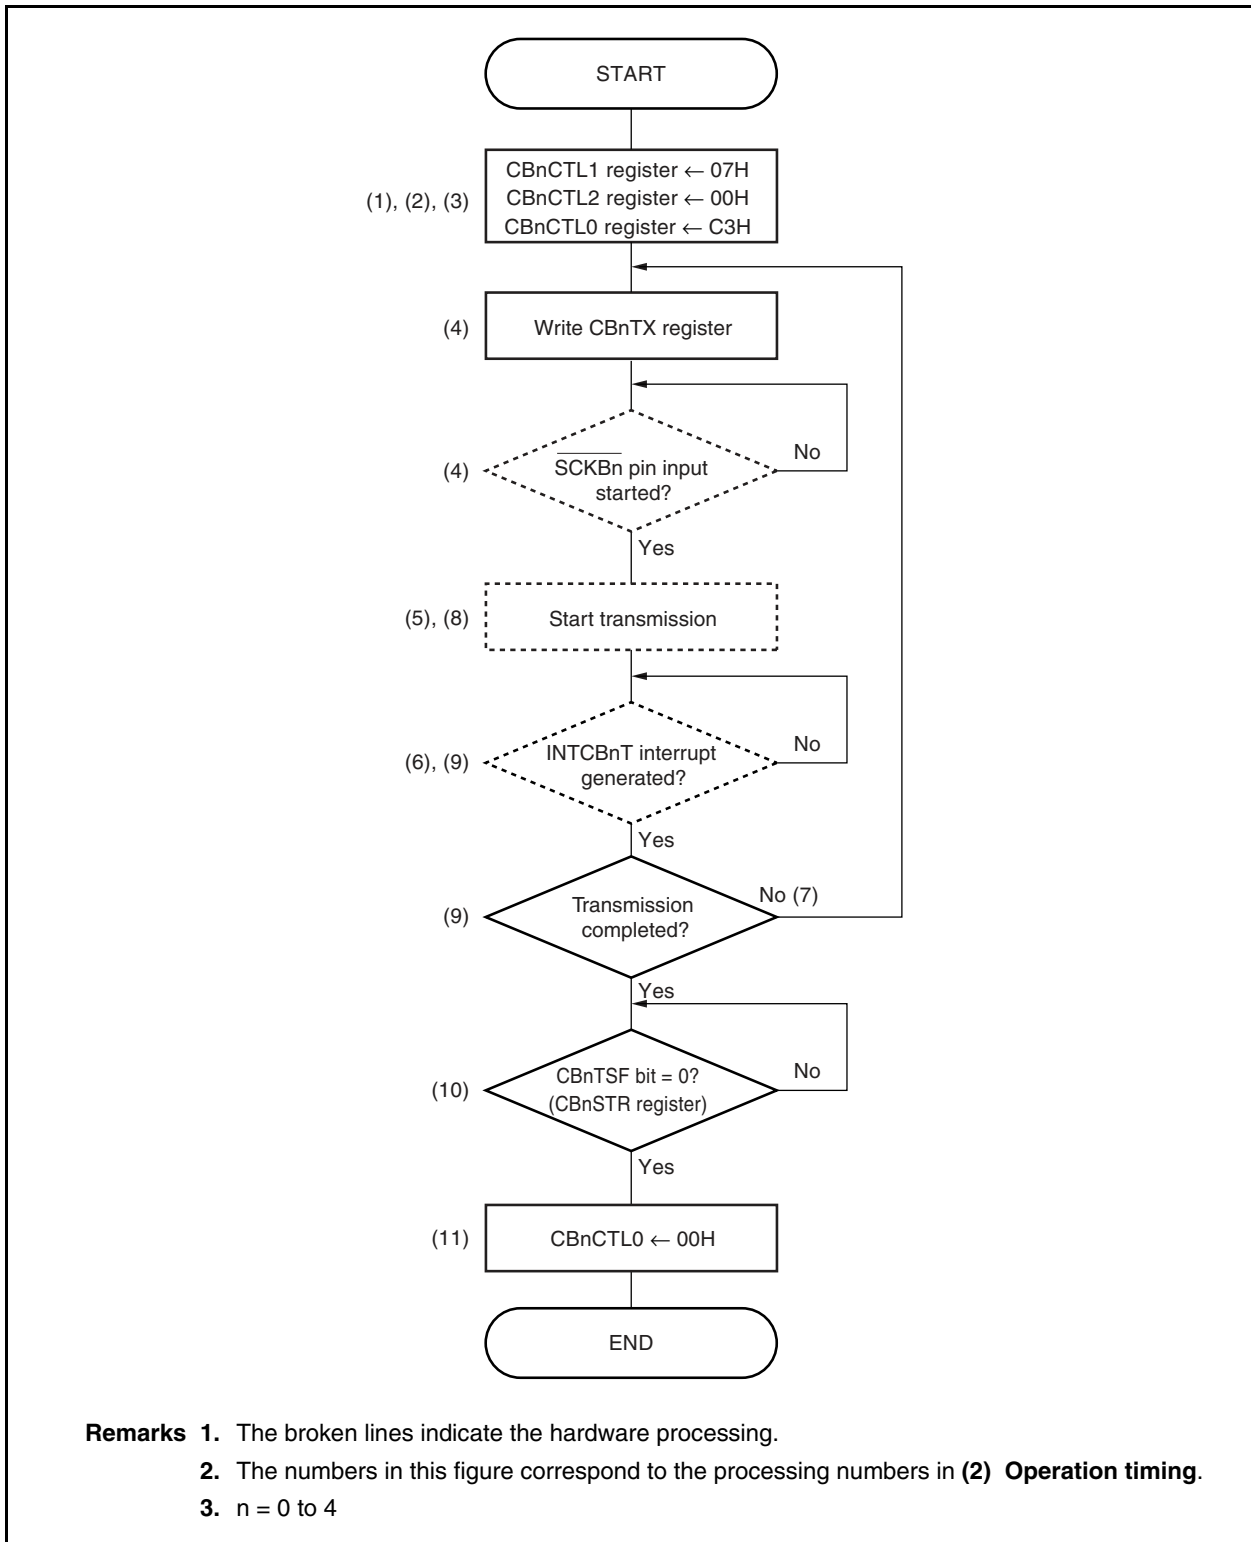 START
CBnCTL1 register ← 07H
(1), (2), (3)
CBnCTL2 register ← 00H
CBnCTL0 register ← C3H
(4)
Write CBnTX register
(4)
SCKBn pin input
started?
No
Yes
(5), (8)
Start transmission
(6), (9)
INTCBnT interrupt
generated?
No
Yes
(9)
Transmission
completed?
No (7)
Yes
(10)
CBnTSF bit = 0?
(CBnSTR register)
No
Yes
(11)
CBnCTL0 ← 00H
END
Remarks 1. The broken lines indicate the hardware processing.
2. The numbers in this figure correspond to the processing numbers in (2) Operation timing.
3. n = 0 to 4